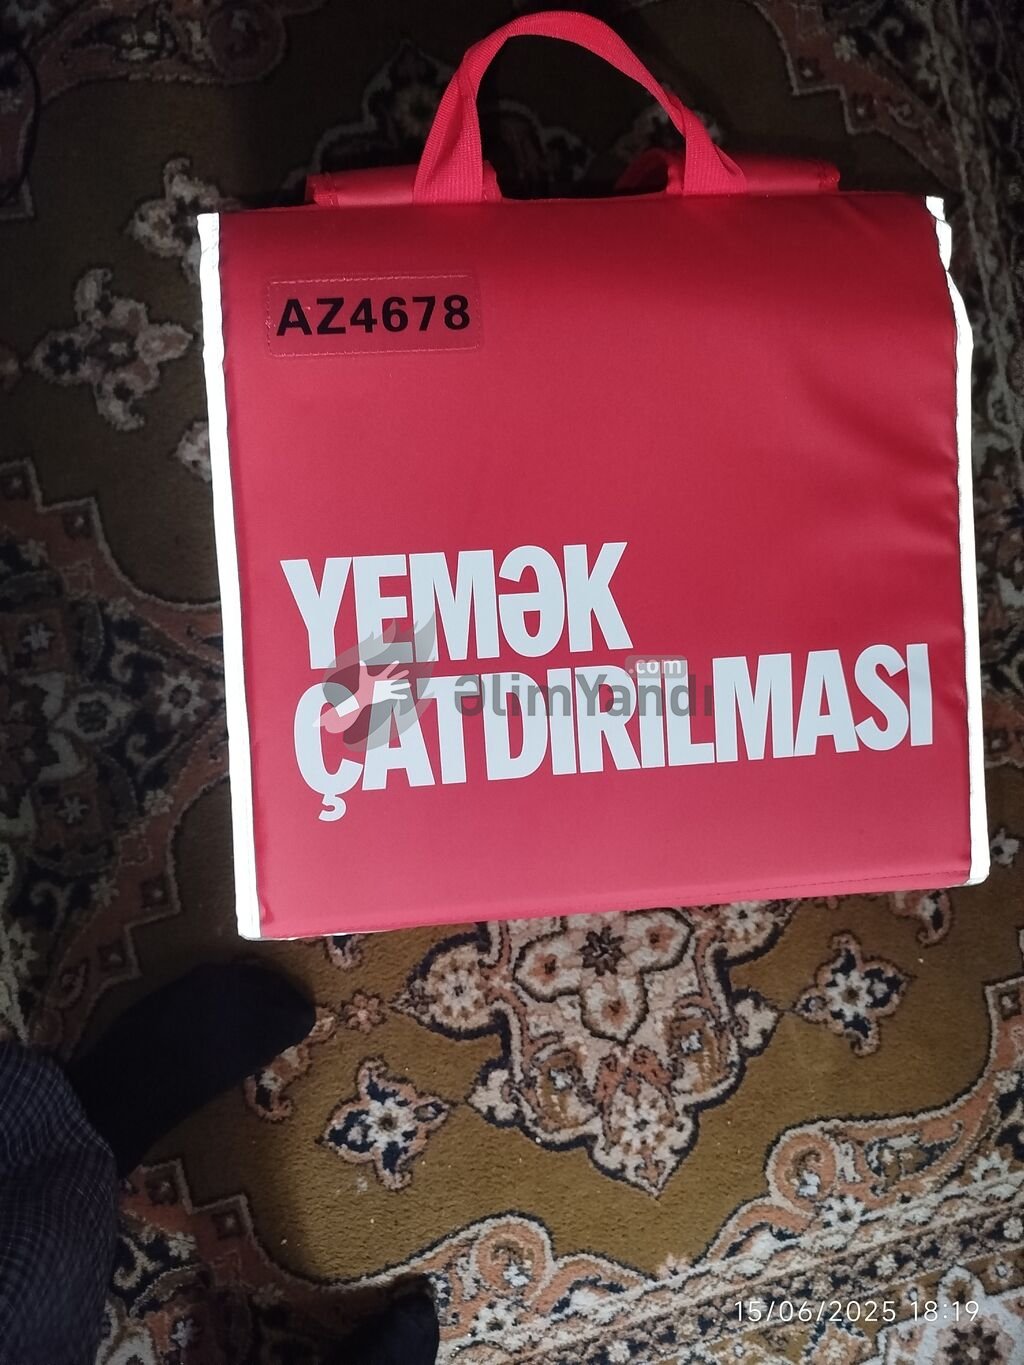 AZ4678
YEMƏK
ÇATDIRILMASI
ƏlimYandı
.com
15/06/2025 18:19